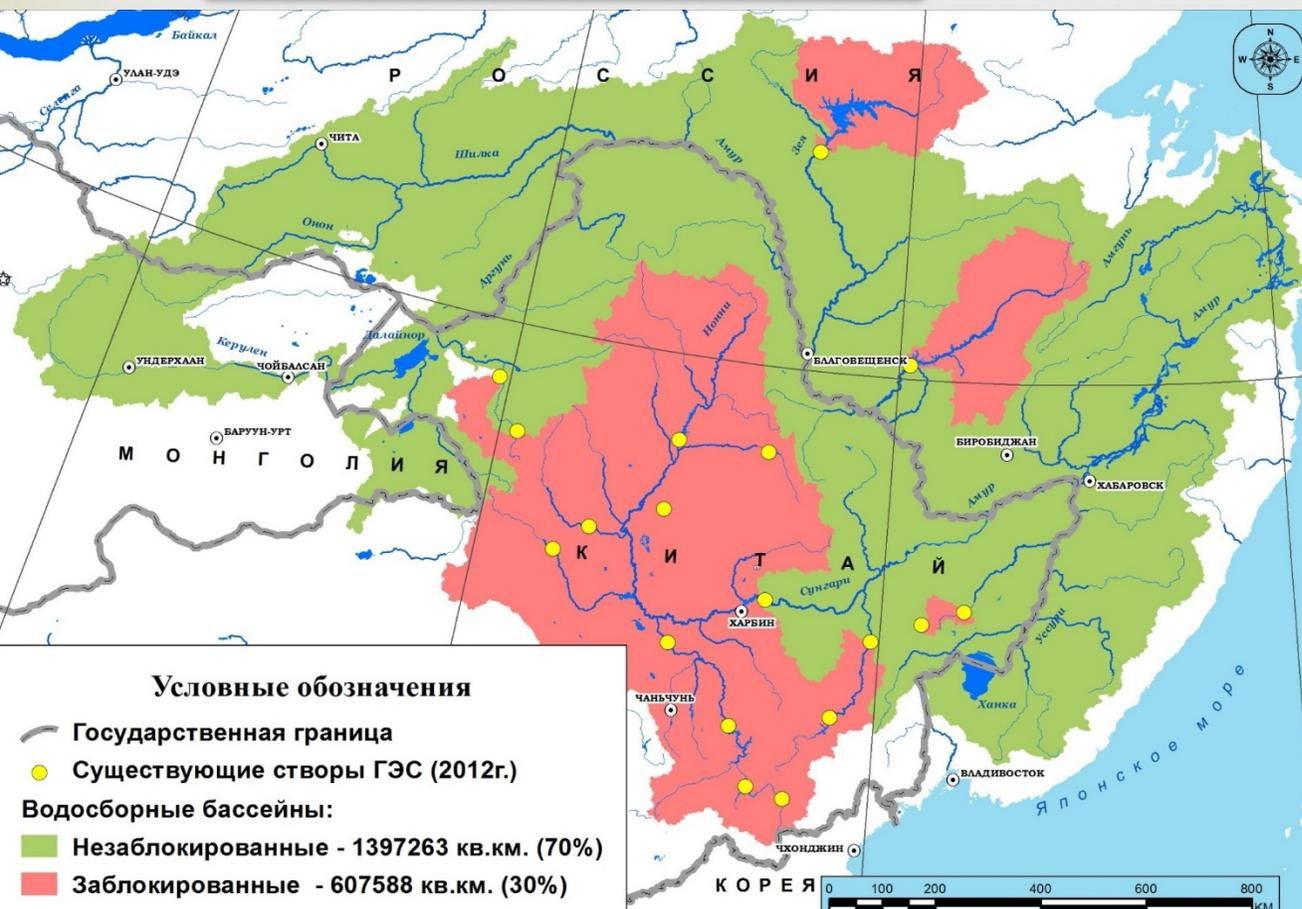 Байкал
N
W E
S
УЛАН-УДЭ
Селенга
Р О С С И Я
ЧИТА
Шилка
Амур
Зея
Онон
Аргунь
Амгунь
Нонни
Амур
Керулен
Далайнор
УНДЕРХААН
ЧОЙБАЛСАН
БЛАГОВЕЩЕНСК
БАРУУН-УРТ
БИРОБИДЖАН
М О Н Г О Л И Я
ХАБАРОВСК
Амур
К И Т А Й
Сунгари
ХАРБИН
Уссури
Ханка
ЧАНЬЧУНЬ
ВЛАДИВОСТОК
Японское море
ЧХОНДЖИН
КОРЕЯ
Условные обозначения
Государственная граница
Существующие створы ГЭС (2012г.)
Водосборные бассейны:
Незаблокированные - 1397263 кв.км. (70%)
Заблокированные - 607588 кв.км. (30%)
0 100 200 400 600 800
КМ